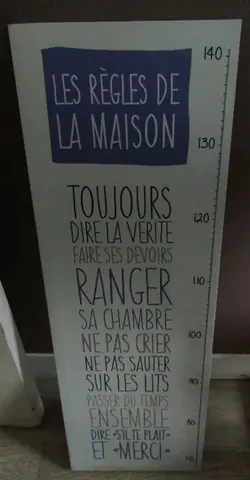 LES RÈGLES DE
LA MAISON
TOUJOURS
DIRE LA VERITE
FAIRE SES DEVOIRS
RANGER
SA CHAMBRE
NE PAS CRIER
NE PAS SAUTER
SUR LES LITS
PASSER DU TEMPS
ENSEMBLE
DIRE «S'IL TE PLAIT»
ET «MERCI»
140
130
120
110
100
90
80
70